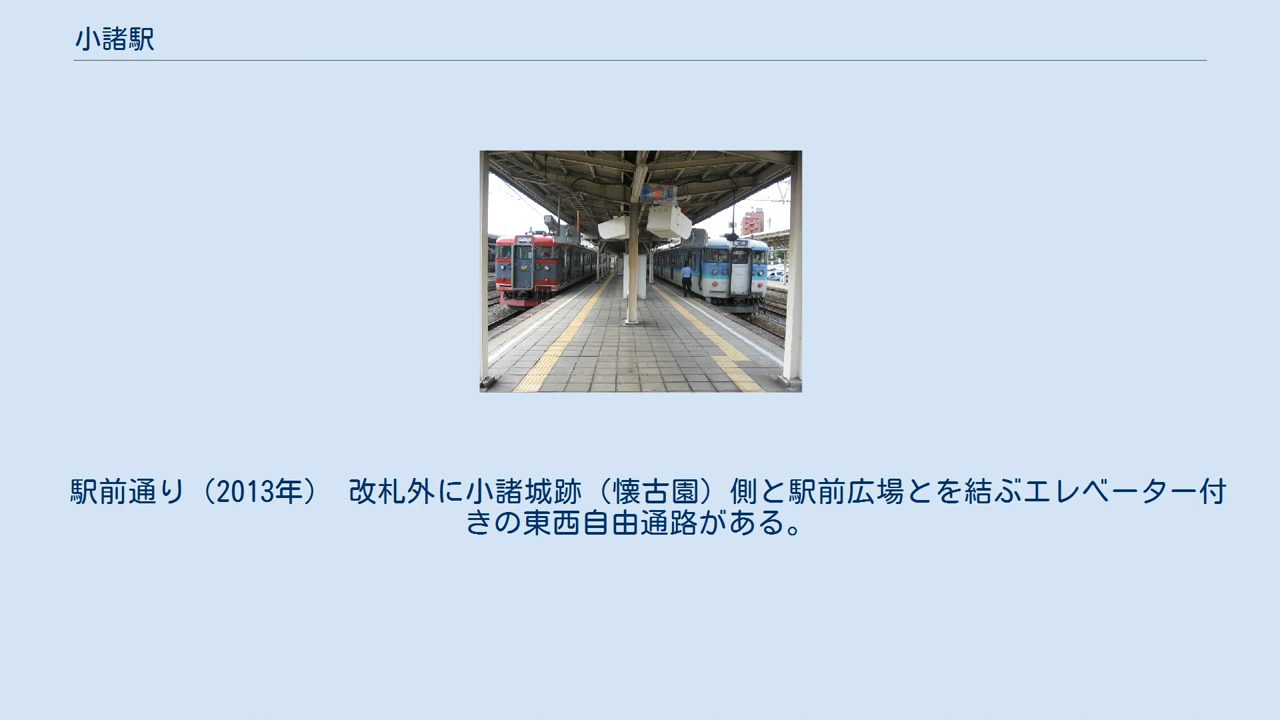 小諸駅
駅前通り（2013年）　改札外に小諸城跡（懐古園）側と駅前広場とを結ぶエレベーター付
きの東西自由通路がある。